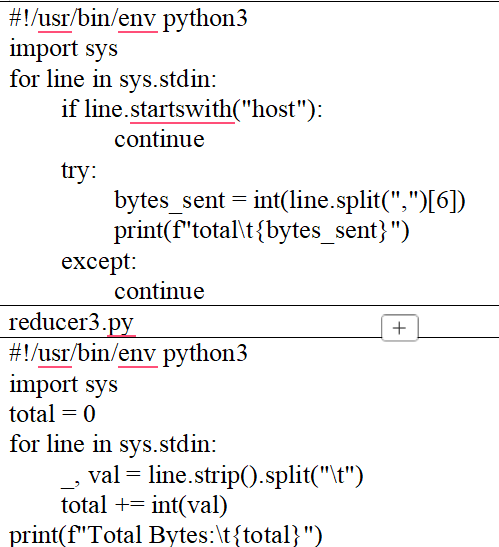 #!/usr/bin/env python3
import sys
for line in sys.stdin:
    if line.startswith("host"):
        continue
    try:
        bytes_sent = int(line.split(",")[6])
        print(f"total\t{bytes_sent}")
    except:
        continue
reducer3.py
+
#!/usr/bin/env python3
import sys
total = 0
for line in sys.stdin:
    _, val = line.strip().split("\t")
    total += int(val)
print(f"Total Bytes:\t{total}")